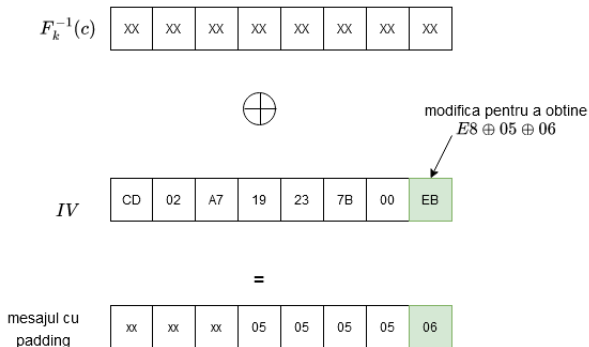 F_k^{-1}(c) XX XX XX XX XX XX XX XX
modifica pentru a obtine
E8 ⊕ 05 ⊕ 06
IV CD 02 A7 19 23 7B 00 EB
=
mesajul cu
padding
xx xx xx 05 05 05 05 06